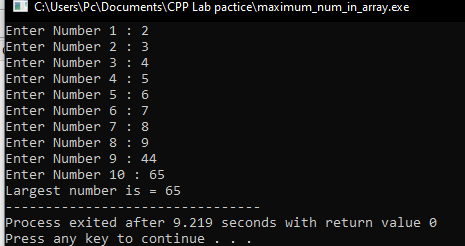 C:\Users\Pc\Documents\CPP Lab pactice\maximum_num_in_array.exe
Enter Number 1 : 2
Enter Number 2 : 3
Enter Number 3 : 4
Enter Number 4 : 5
Enter Number 5 : 6
Enter Number 6 : 7
Enter Number 7 : 8
Enter Number 8 : 9
Enter Number 9 : 44
Enter Number 10 : 65
Largest number is = 65
--------------------------------
Process exited after 9.219 seconds with return value 0
Press any key to continue . . .